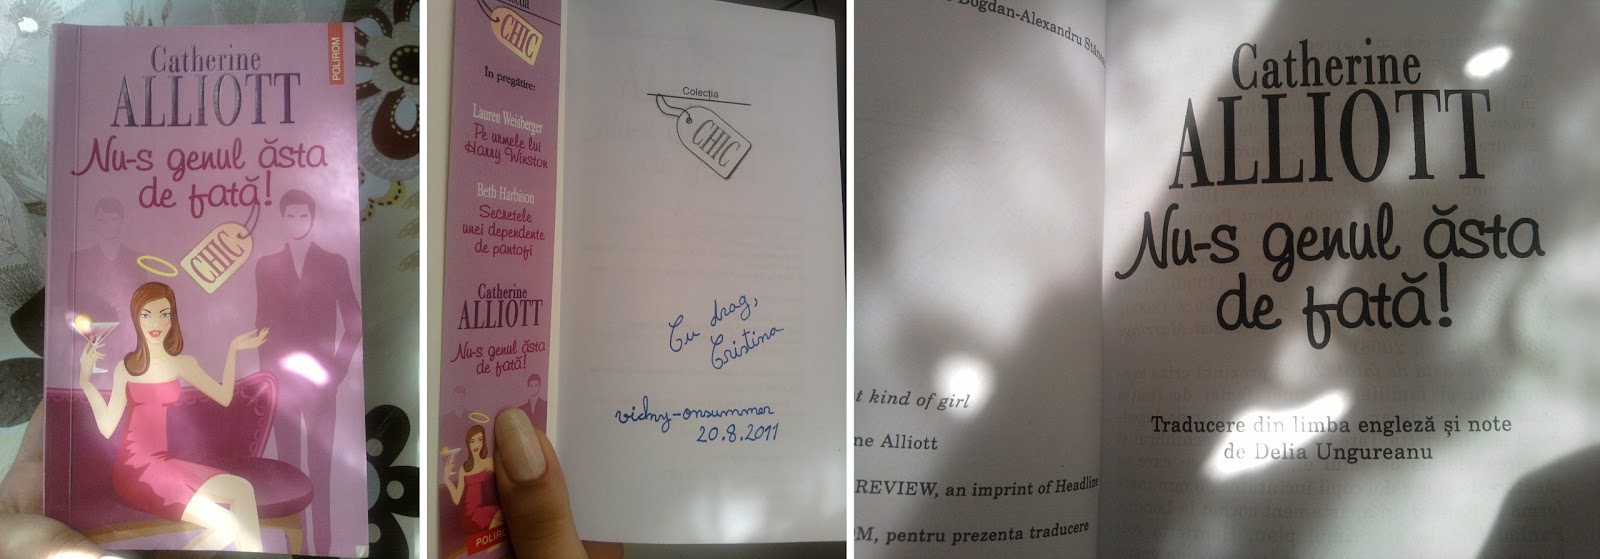 Catherine
ALLIOTT
POLIROM
Nu-s genul ăsta
de fată!
CHIC
CHIC
În pregătire:
Lauren Weisberger
Pe urmele lui
Harry Winston
Beth Harbison
Secretele
unei dependente
de pantofi
Catherine
ALLIOTT
Nu-s genul ăsta
de fată!
POLIROM
Colecția
CHIC
Cu drag,
Cristina
vichy-onsummer
20.8.2011
Bogdan-Alexandru
kind of girl
Alliott
REVIEW, an imprint of Headline
pentru prezenta traducere
Catherine
ALLIOTT
Nu-s genul ăsta
de fată!
Traducere din limba engleză și note
de Delia Ungureanu